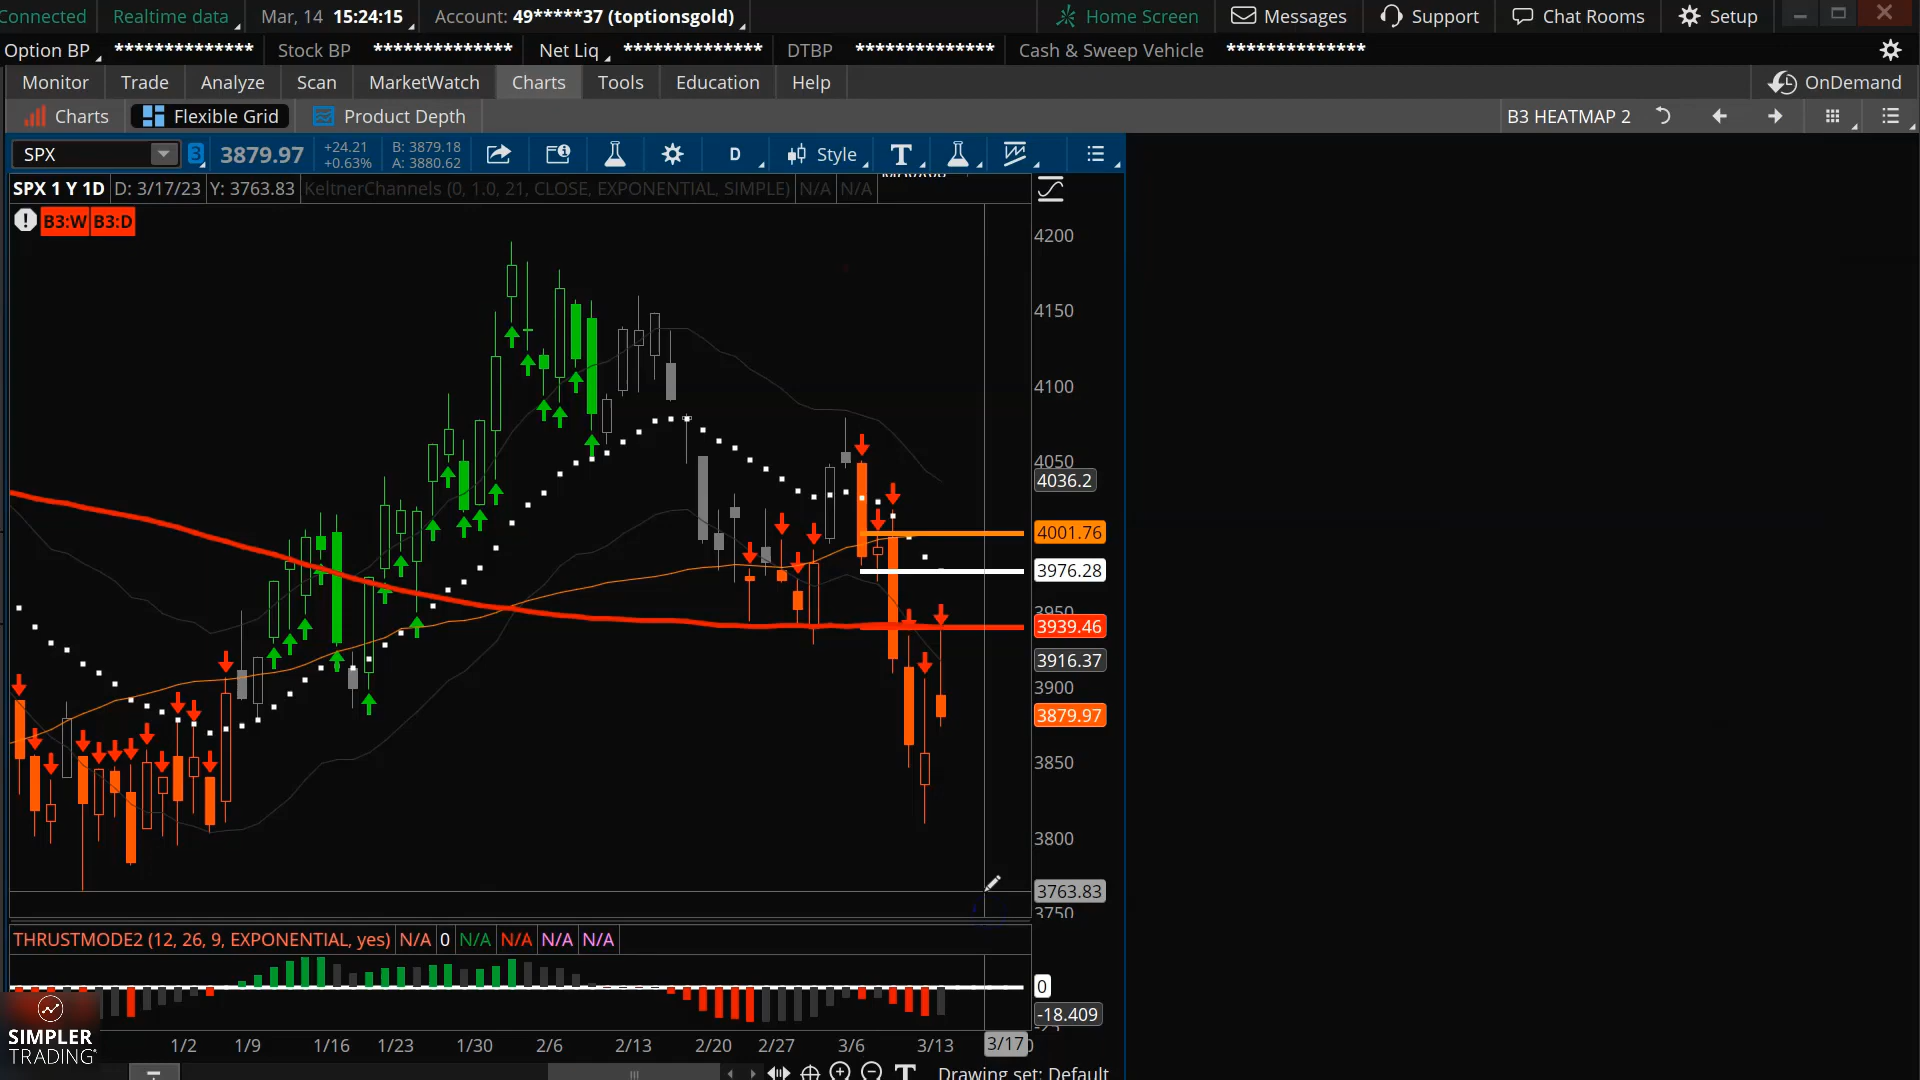 Connected Realtime data Mar, 14 15:24:15 Account: 49*****37 (toptionsgold) Home Screen Messages Support Chat Rooms Setup
Option BP ************** Stock BP ************** Net Liq ************** DTBP ************** Cash & Sweep Vehicle **************
Monitor Trade Analyze Scan MarketWatch Charts Tools Education Help OnDemand
Charts Flexible Grid Product Depth B3 HEATMAP 2
SPX 3 3879.97 +24.21 +0.63% B: 3879.18 A: 3880.62 D Style T
SPX 1 Y 1D D: 3/17/23 Y: 3763.83 KeltnerChannels (0, 1.0, 21, CLOSE, EXPONENTIAL, SIMPLE) N/A N/A
B3:W B3:D
4200
4150
4100
4050
4036.2
4001.76
3976.28
3950
3939.46
3916.37
3900
3879.97
3850
3800
3763.83
3750
THRUSTMODE2 (12, 26, 9, EXPONENTIAL, yes) N/A 0 N/A N/A N/A N/A
0
-18.409
SIMPLER
TRADING
1/2 1/9 1/16 1/23 1/30 2/6 2/13 2/20 2/27 3/6 3/13 3/17
T Drawing set: Default